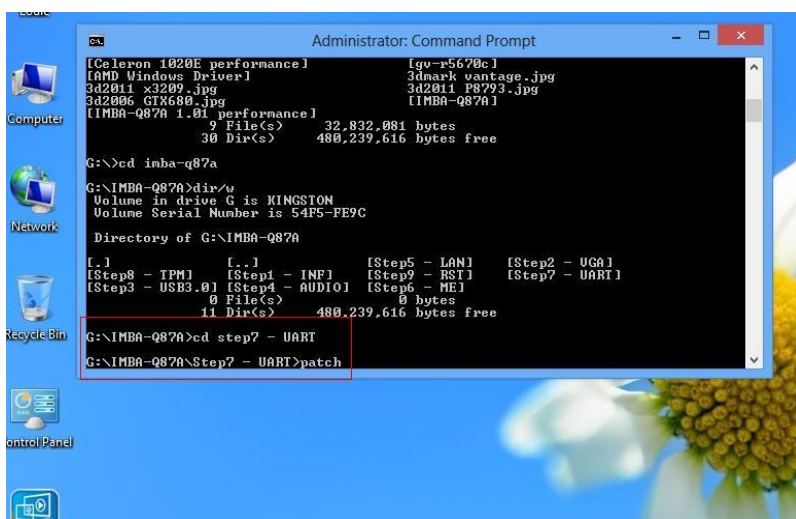 Administrator: Command Prompt
[Celeron 1020E performance] [gv-r5670c]
[AMD Windows Driver] 3dmark vantage.jpg
3d2011 x3209.jpg 3d2011 P8793.jpg
3d2006 GTX680.jpg [IMBA-Q87A]
[IMBA-Q87A 1.01 performance]
9 File(s) 32,832,081 bytes
30 Dir(s) 480,239,616 bytes free
G:\>cd imba-q87a
G:\IMBA-Q87A>dir/w
Volume in drive G is KINGSTON
Volume Serial Number is 54F5-FE9C
Directory of G:\IMBA-Q87A
[.] [..] [Step5 - LAN] [Step2 - VGA]
[Step8 - TPM] [Step1 - INF] [Step9 - RST] [Step7 - UART]
[Step3 - USB3.0] [Step4 - AUDIO] [Step6 - ME]
0 File(s) 0 bytes
11 Dir(s) 480,239,616 bytes free
G:\IMBA-Q87A>cd step7 - UART
G:\IMBA-Q87A\Step7 - UART>patch
Computer
Network
Recycle Bin
ontrol Panel